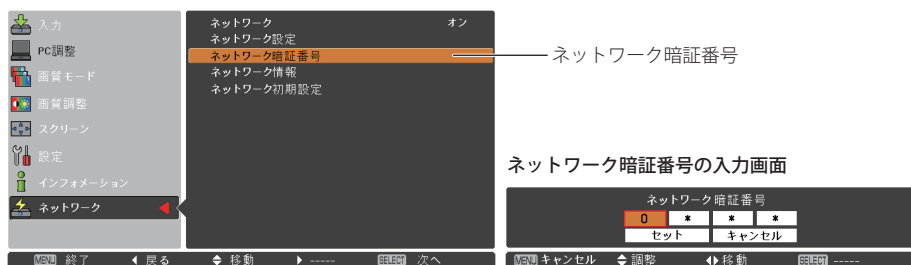 入力
PC調整
画質モード
画質調整
スクリーン
設定
インフォメーション
ネットワーク
ネットワーク オン
ネットワーク設定
ネットワーク暗証番号
ネットワーク情報
ネットワーク初期設定
MENU 終了 戻る 移動 ----- SELECT 次へ
ネットワーク暗証番号
ネットワーク暗証番号の入力画面
ネットワーク暗証番号
0 * * *
セット キャンセル
MENU キャンセル 調整 移動 SELECT -----